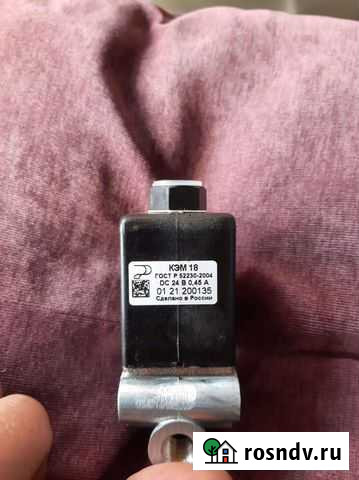 КЭМ 18
ГОСТ Р 52230-2004
DC 24 В 0,45 А
01 21 200135
Сделано в России
rosndv.ru